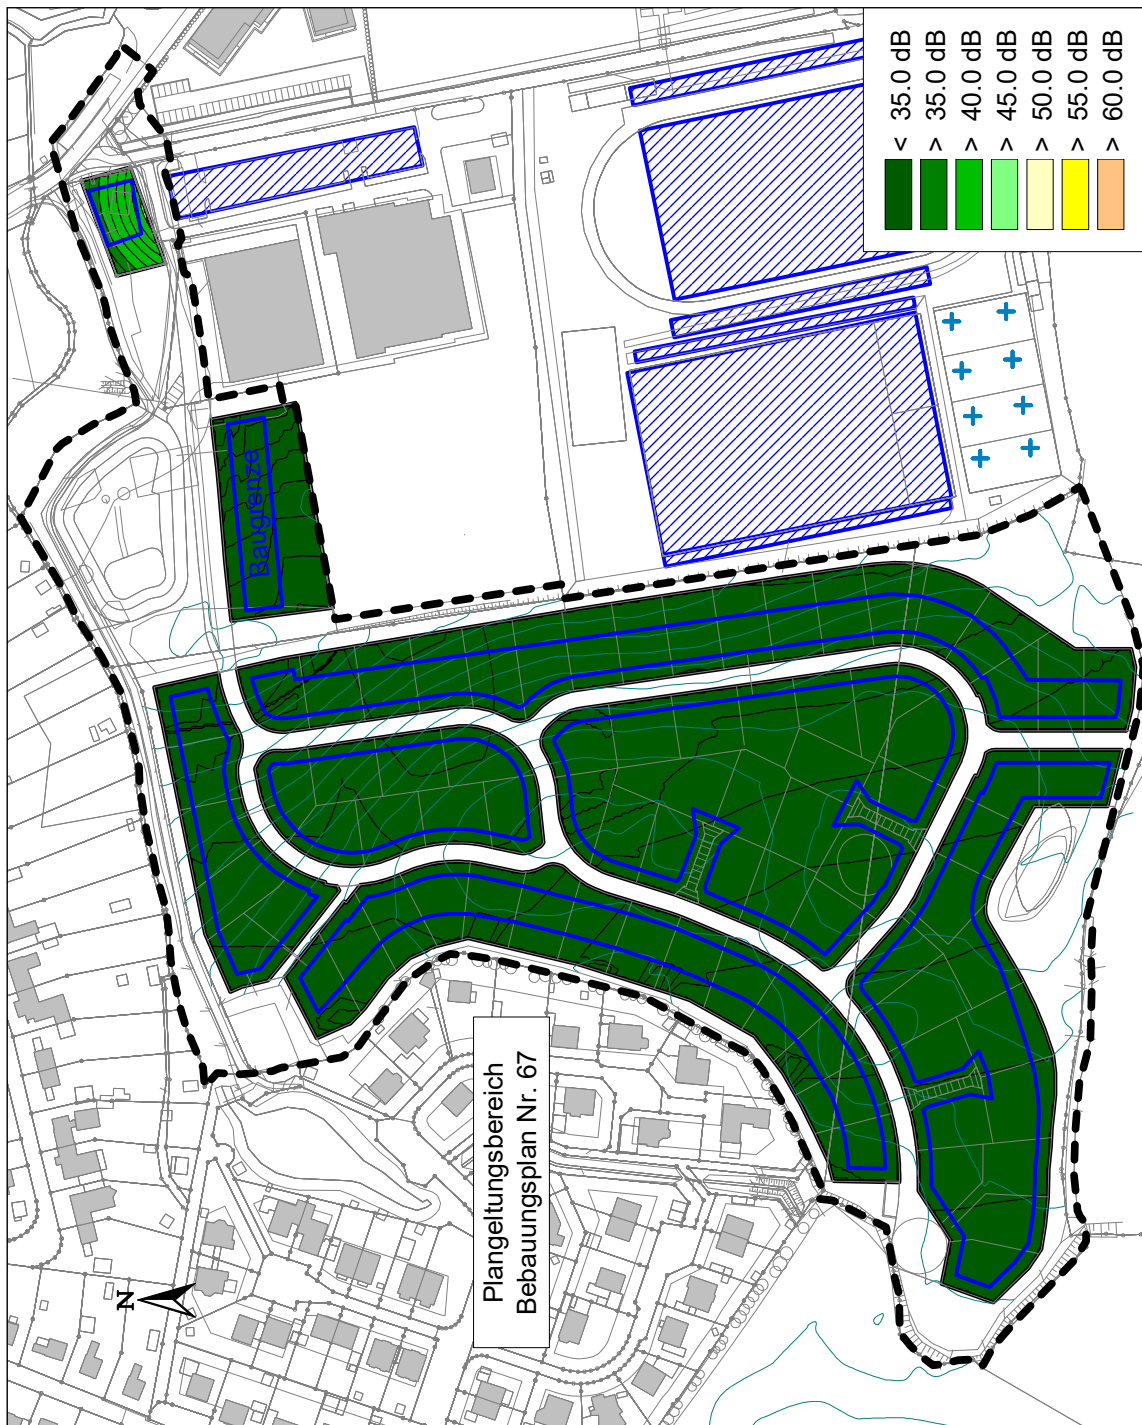 < 35.0 dB
> 35.0 dB
> 40.0 dB
> 45.0 dB
> 50.0 dB
> 55.0 dB
> 60.0 dB
Baugrenze
Plangeltungsbereich
Bebauungsplan Nr. 67
N